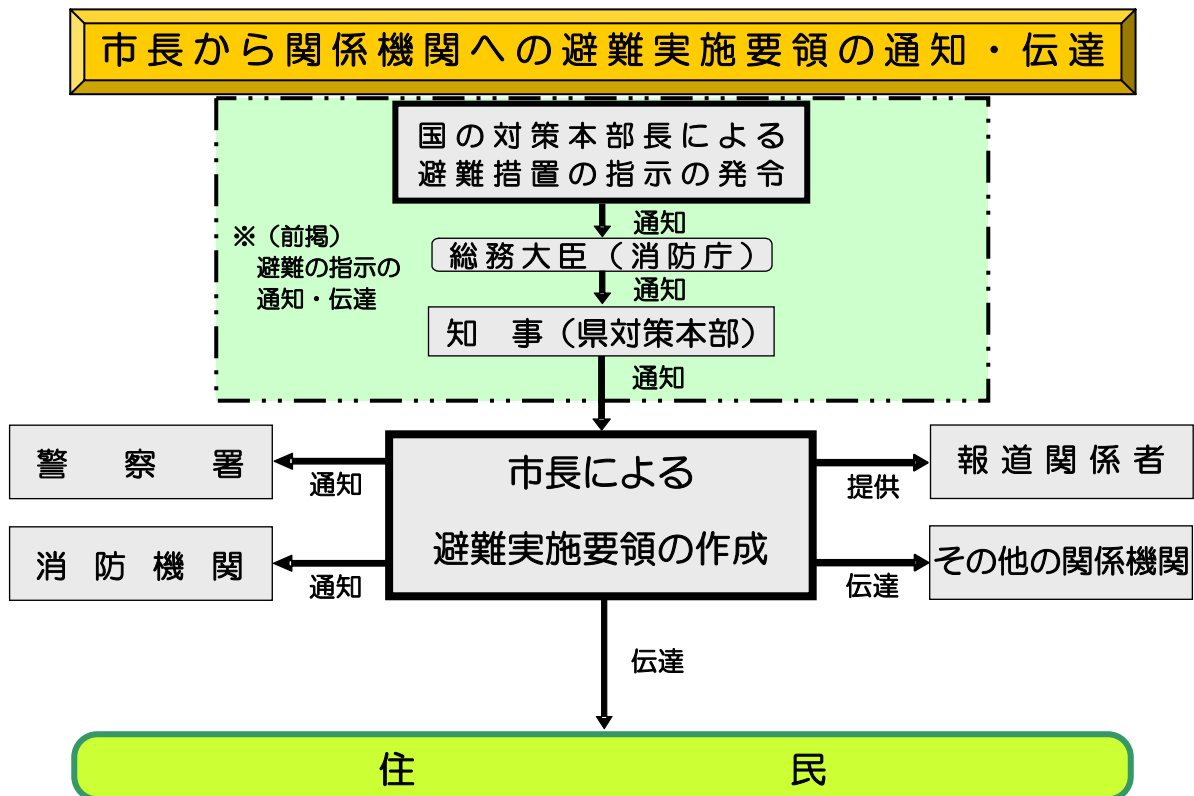 市長から関係機関への避難実施要領の通知・伝達
国の対策本部長による
避難措置の指示の発令
通知
※（前掲）
避難の指示の
通知・伝達
総務大臣（消防庁）
通知
知　事（県対策本部）
通知
警　察　署
通知
市長による
避難実施要領の作成
提供
報道関係者
消防機関
通知
伝達
その他の関係機関
伝達
住　民